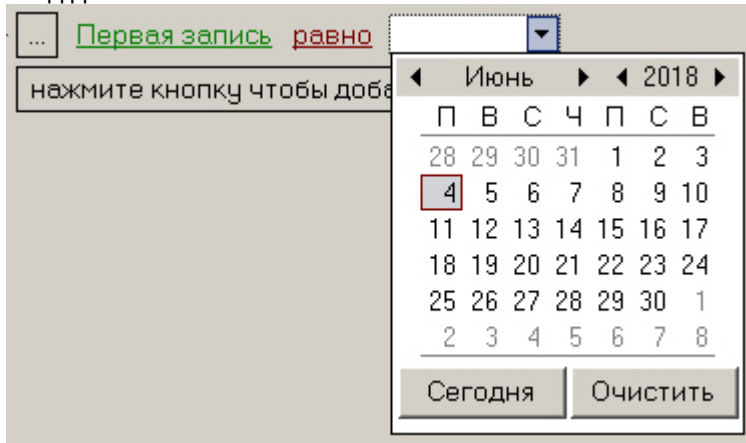 ... Первая запись равно
нажмите кнопку чтобы
Июнь 2018
П В С Ч П С В
28 29 30 31 1 2 3
4 5 6 7 8 9 10
11 12 13 14 15 16 17
18 19 20 21 22 23 24
25 26 27 28 29 30 1
2 3 4 5 6 7 8
Сегодня Очистить